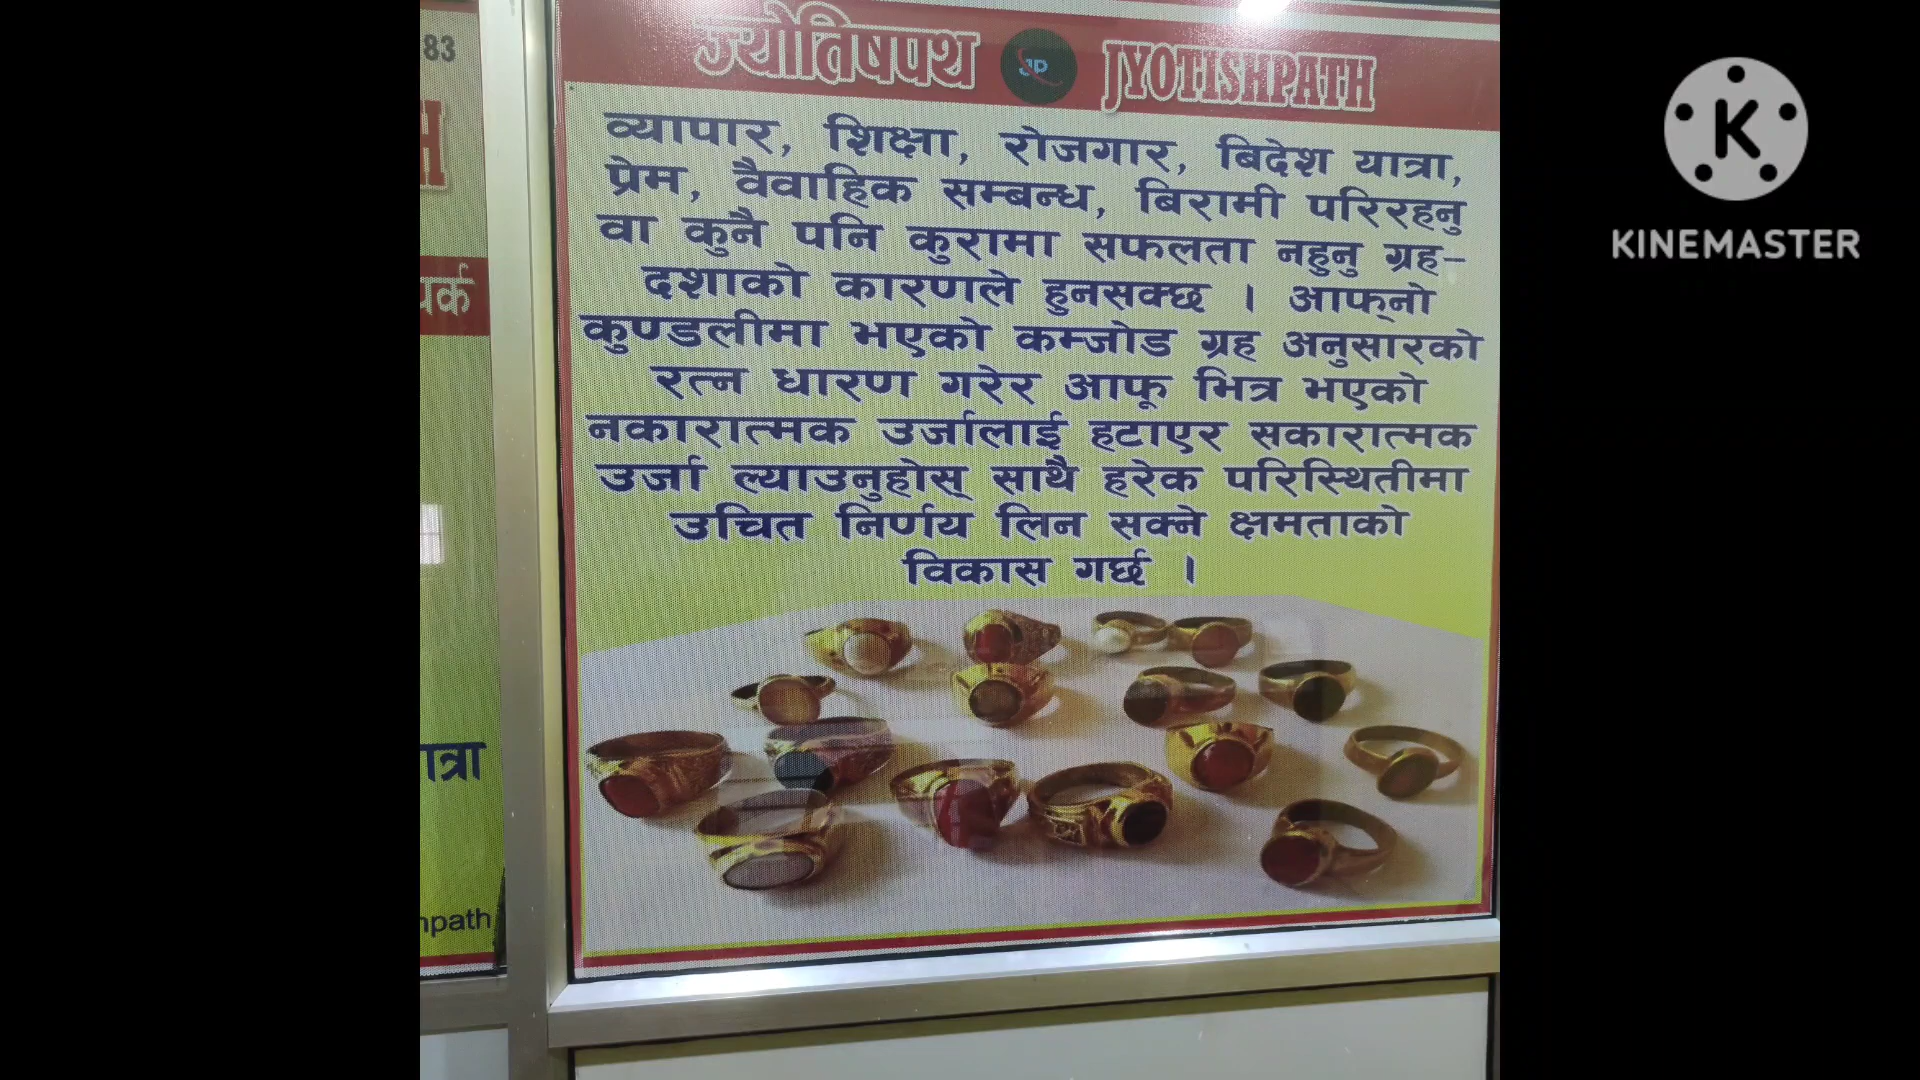 ज्योतिषपथ JP JYOTISHPATH
व्यापार, शिक्षा, रोजगार, बिदेश यात्रा,
प्रेम, वैवाहिक सम्बन्ध, बिरामी परिरहनु
वा कुनै पनि कुरामा सफलता नहुनु ग्रह-
दशाको कारणले हुनसक्छ । आफ्‌नो
कुण्डलीमा भएको कम्जोड ग्रह अनुसारको
रत्न धारण गरेर आफू भित्र भएको
नकारात्मक उर्जालाई हटाएर सकारात्मक
उर्जा ल्याउनुहोस् साथै हरेक परिस्थितीमा
उचित निर्णय लिन सक्ने क्षमताको
विकास गर्छ ।
83
H
K
KINEMASTER